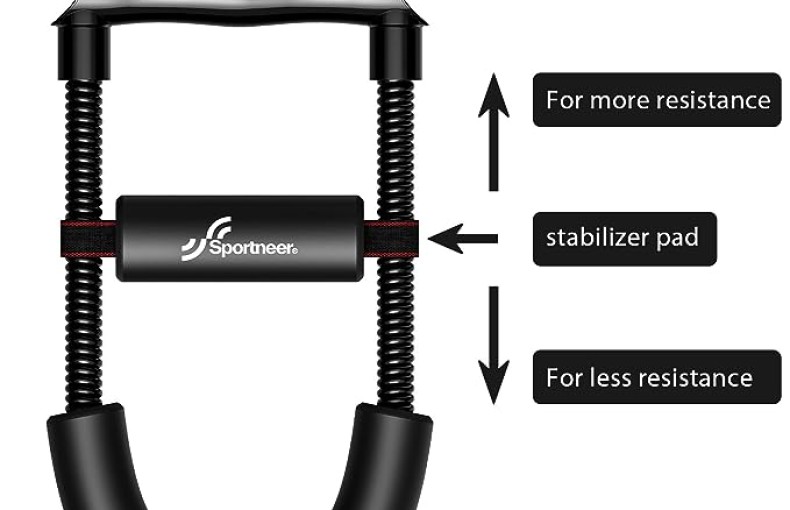 For more resistance
Sportneer®
stabilizer pad
For less resistance